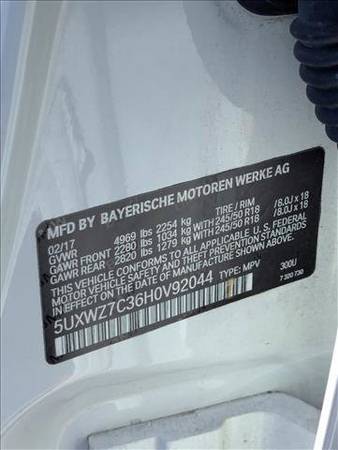 MFD BY BAYERISCHE MOTOREN WERKE AG
02/17 TIRE / RIM
GVWR 4969 lbs 2254 kg
GAWR FRONT 2280 lbs 1034 kg WITH 245/50 R18 / 8.0J x 18
GAWR REAR 2820 lbs 1279 kg WITH 245/50 R18 / 8.0J x 18
THIS VEHICLE CONFORMS TO ALL APPLICABLE U.S. FEDERAL
MOTOR VEHICLE SAFETY AND THEFT PREVENTION STANDARDS
IN EFFECT ON THE DATE OF MANUFACTURE SHOWN ABOVE.
5UXWZ7C36H0V92044 TYPE: MPV 300U
7 320 730